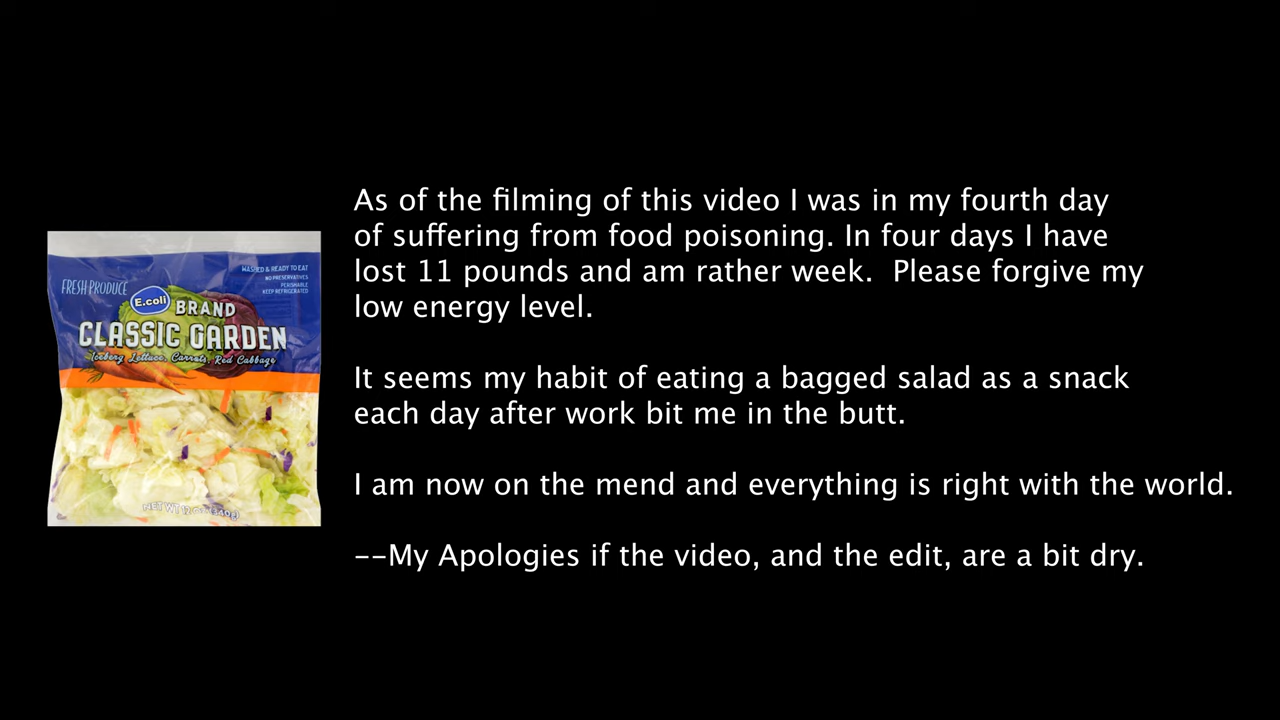 As of the filming of this video I was in my fourth day
of suffering from food poisoning. In four days I have
lost 11 pounds and am rather week.  Please forgive my
low energy level.
It seems my habit of eating a bagged salad as a snack
each day after work bit me in the butt.
I am now on the mend and everything is right with the world.
--My Apologies if the video, and the edit, are a bit dry.
FRESH PRODUCE
WASHED & READY TO EAT
NO PRESERVATIVES
PERISHABLE
KEEP REFRIGERATED
E.coli BRAND
CLASSIC GARDEN
Iceberg Lettuce, Carrots, Red Cabbage
NET WT 12 oz (340g)